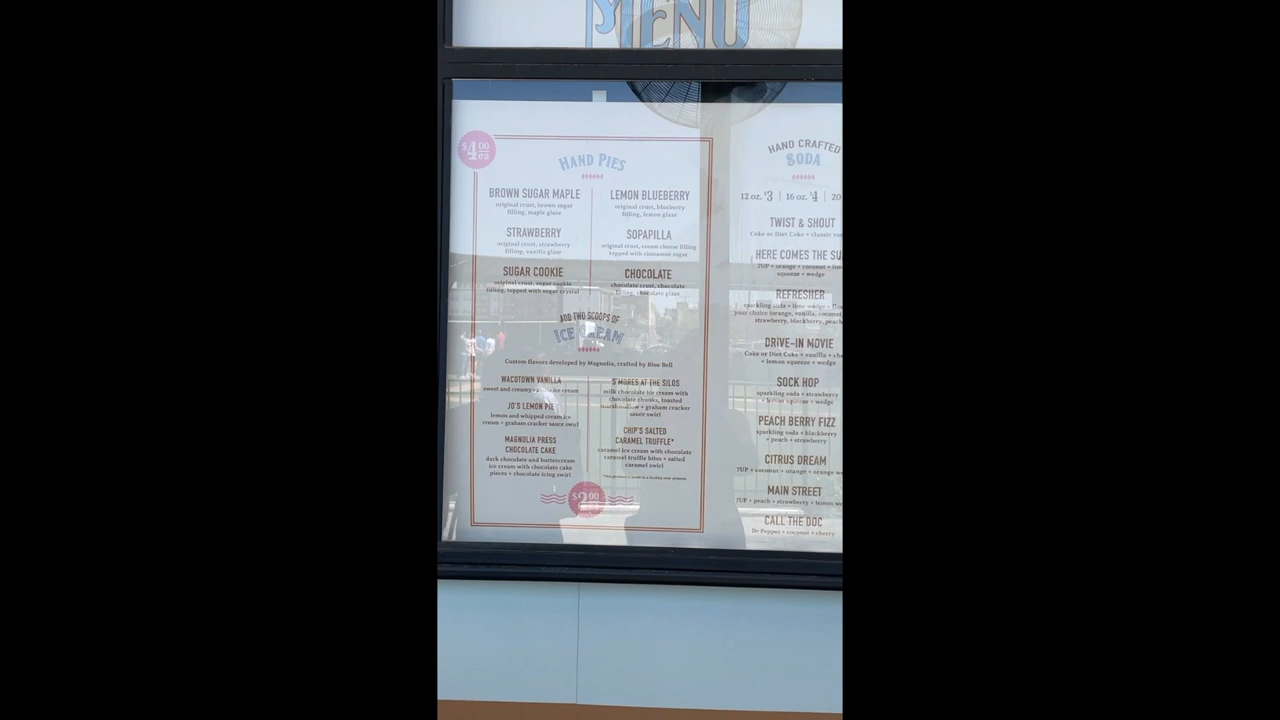 MENU
$4.00
ea
HAND PIES
BROWN SUGAR MAPLE
original crust, brown sugar
filling, maple glaze
STRAWBERRY
original crust, strawberry
filling, vanilla glaze
SUGAR COOKIE
original crust, sugar cookie
filling, topped with sugar crystal
LEMON BLUEBERRY
original crust, blueberry
filling, lemon glaze
SOPAPILLA
original crust, cream cheese filling
topped with cinnamon sugar
CHOCOLATE
chocolate crust, chocolate
filling, chocolate glaze
ADD TWO SCOOPS OF
ICE CREAM
Custom flavors developed by Magnolia, crafted by Blue Bell
WACOTOWN VANILLA
sweet and creamy vanilla ice cream
JO'S LEMON PIE
lemon and whipped cream ice
cream + graham cracker sauce swirl
MAGNOLIA PRESS
CHOCOLATE CAKE
dark chocolate and buttercream
ice cream with chocolate cake
pieces + chocolate icing swirl
S'MORES AT THE SILOS
milk chocolate ice cream with
chocolate chunks, toasted
marshmallow + graham cracker
sauce swirl
CHIP'S SALTED
CARAMEL TRUFFLE*
caramel ice cream with chocolate
caramel truffle bites + salted
caramel swirl
HAND CRAFTED
SODA
12 oz. $3 | 16 oz. $4 | 20
TWIST & SHOUT
Coke or Diet Coke + classic
HERE COMES THE SU
7UP + orange + coconut +
squeeze + wedge
REFRESHER
sparkling soda + lime wedge +
your choice (orange, vanilla, coconut,
strawberry, blackberry,
DRIVE-IN MOVIE
Coke or Diet Coke + vanilla +
+ lemon squeeze + wedge
SOCK HOP
sparkling soda + strawberry
+ lemon squeeze + wedge
PEACH BERRY FIZZ
sparkling soda + blackberry
+ peach + strawberry
CITRUS DREAM
7UP + coconut + orange + orange
MAIN STREET
7UP + peach + strawberry + lemon
CALL THE DOC
Dr Pepper + coconut + cherry